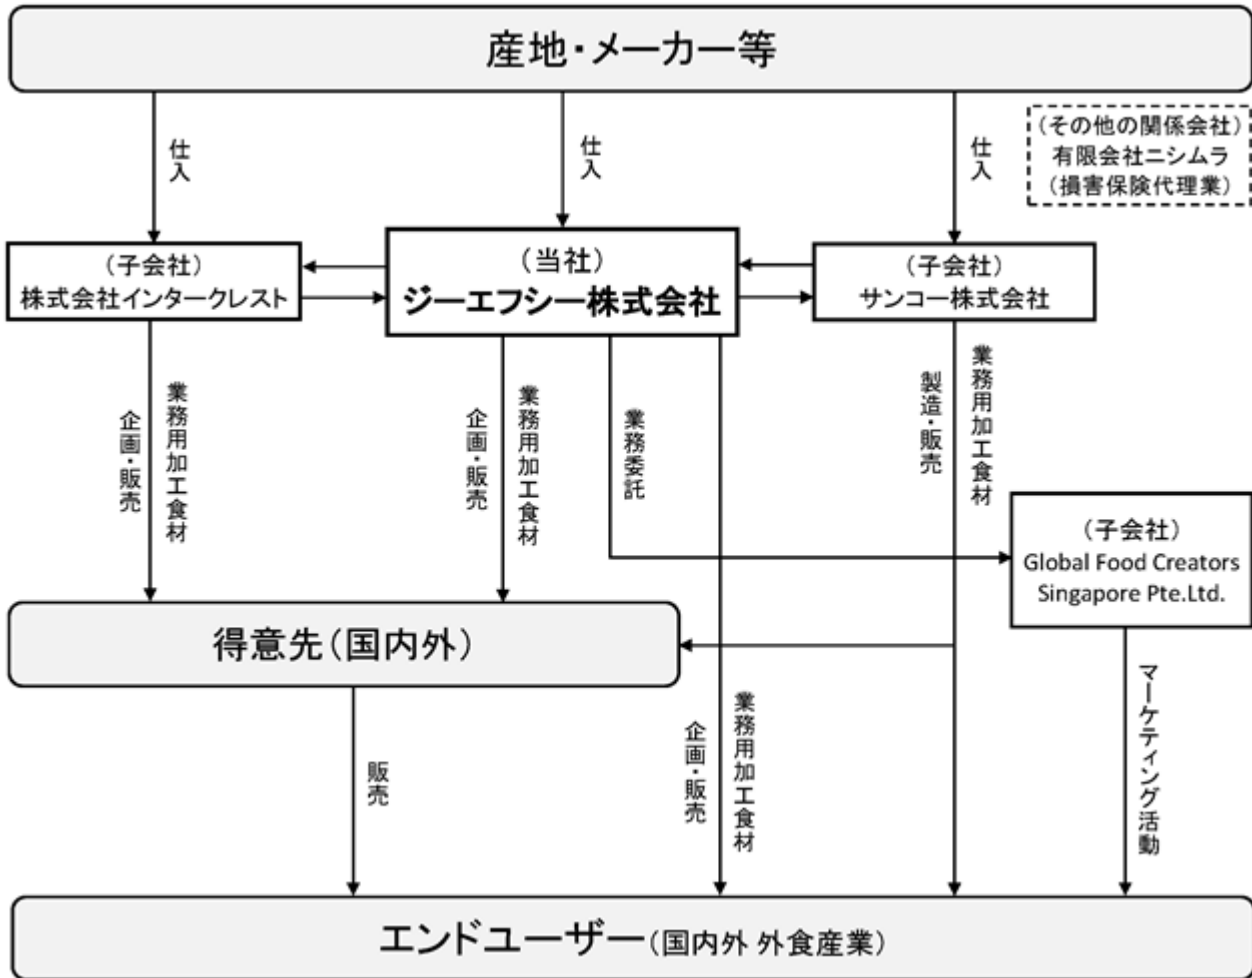 産地・メーカー等
仕入
仕入
仕入
(その他の関係会社)
有限会社ニシムラ
(損害保険代理業)
(子会社)
株式会社インタークレスト
(当社)
ジーエフシー株式会社
(子会社)
サンコー株式会社
企画・販売
業務用加工食材
企画・販売
業務用加工食材
業務委託
製造・販売
業務用加工食材
(子会社)
Global Food Creators
Singapore Pte.Ltd.
得意先(国内外)
販売
企画・販売
業務用加工食材
マーケティング活動
エンドユーザー(国内外 外食産業)